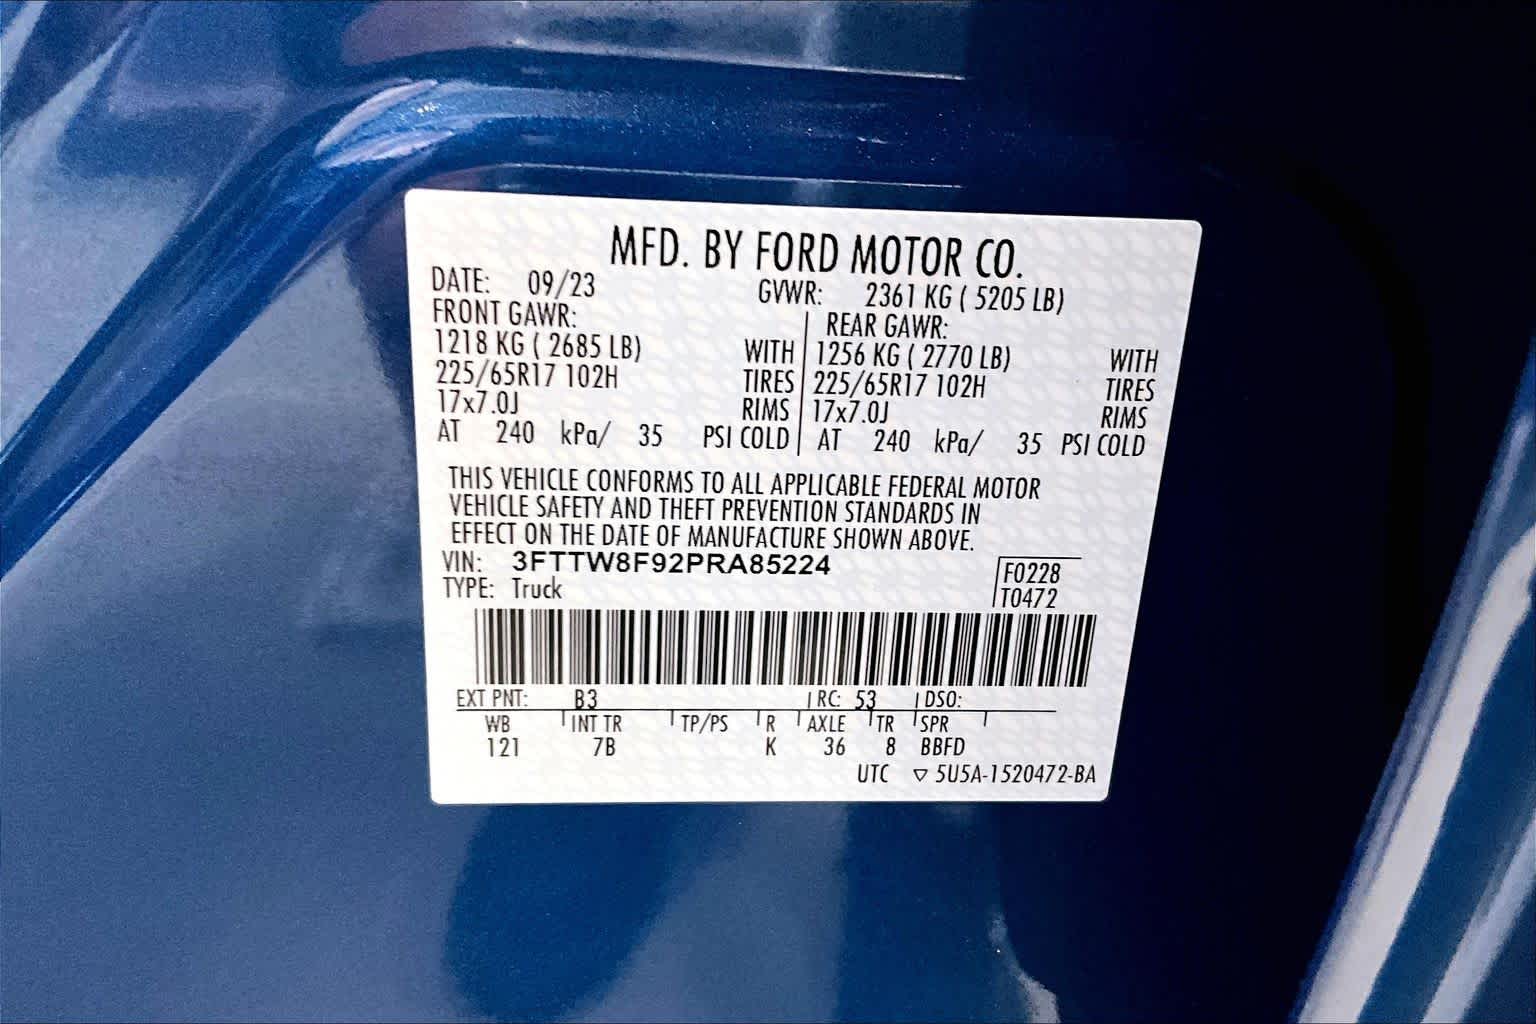 MFD. BY FORD MOTOR CO.
DATE: 09/23 GVWR: 2361 KG ( 5205 LB)
FRONT GAWR: REAR GAWR:
1218 KG ( 2685 LB) WITH 1256 KG ( 2770 LB) WITH
225/65R17 102H TIRES 225/65R17 102H TIRES
17x7.0J RIMS 17x7.0J RIMS
AT 240 kPa/ 35 PSI COLD AT 240 kPa/ 35 PSI COLD
THIS VEHICLE CONFORMS TO ALL APPLICABLE FEDERAL MOTOR
VEHICLE SAFETY AND THEFT PREVENTION STANDARDS IN
EFFECT ON THE DATE OF MANUFACTURE SHOWN ABOVE.
VIN: 3FTTW8F92PRA85224
TYPE: Truck
F0228
T0472
EXT PNT: B3 RC: 53 DSO:
WB INT TR TP/PS R AXLE TR SPR
121 7B K 36 8 BBFD
UTC ▽ 5U5A-1520472-BA